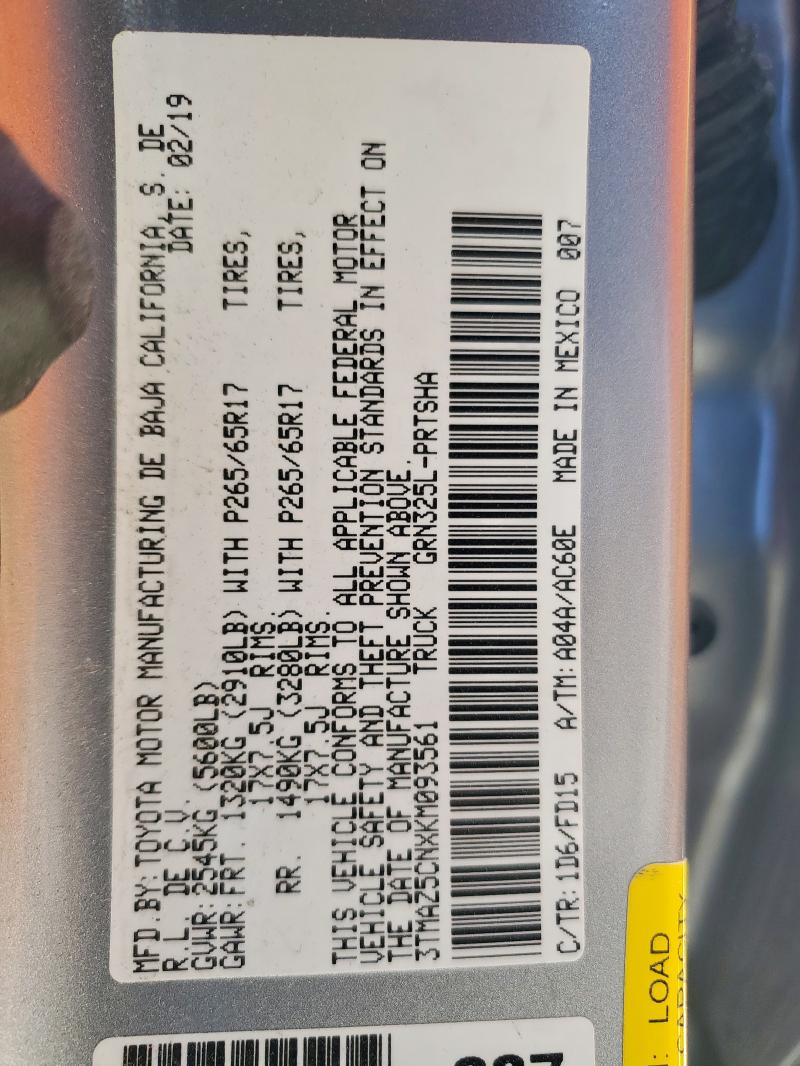 MFD.BY: TOYOTA MOTOR MANUFACTURING DE BAJA CALIFORNIA, S. DE
R.L. DE C.V. DATE: 02/19
GVWR: 2545KG (5600LB)
GAWR: FRT. 1320KG (2910LB) WITH P265/65R17 TIRES,
17X7.5J RIMS.
RR. 1490KG (3280LB) WITH P265/65R17 TIRES,
17X7.5J RIMS.
THIS VEHICLE CONFORMS TO ALL APPLICABLE FEDERAL MOTOR
VEHICLE SAFETY AND THEFT PREVENTION STANDARDS IN EFFECT ON
THE DATE OF MANUFACTURE SHOWN ABOVE.
3TMAZ5CNXKM093561 TRUCK GRN325L-PRTSHA
C/TR: 1D6/FD15 A/TM: A04A/AC60E MADE IN MEXICO 007
LOAD
CAPACITY